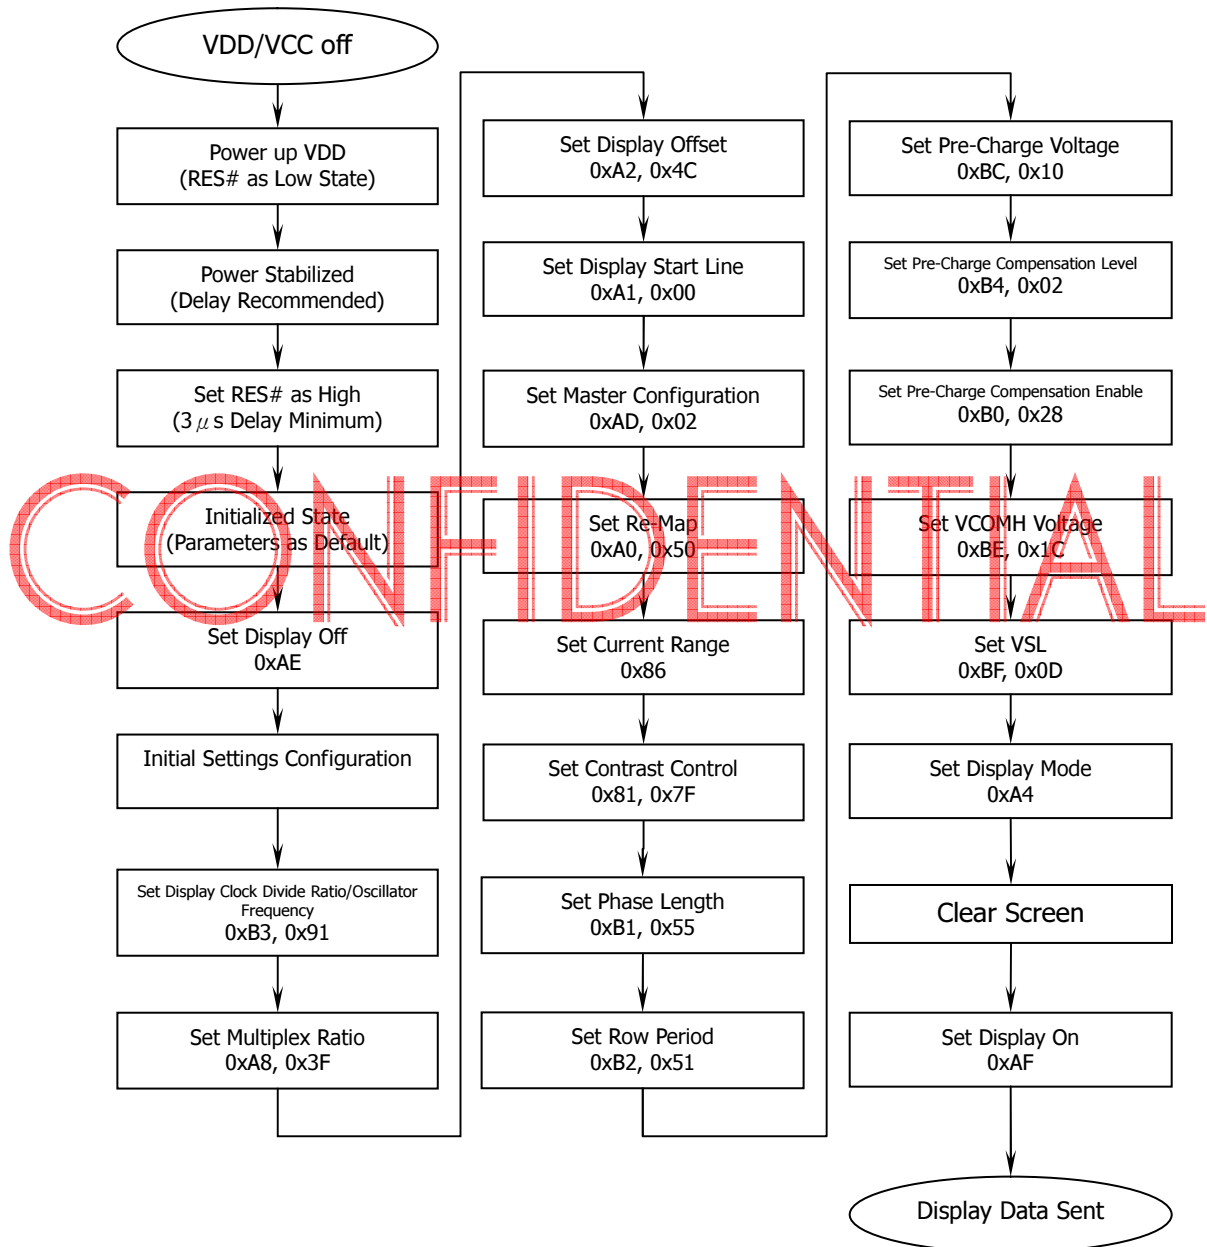 VDD/VCC off
Power up VDD
(RES# as Low State)
Power Stabilized
(Delay Recommended)
Set RES# as High
(3μs Delay Minimum)
Initialized State
(Parameters as Default)
Set Display Off
0xAE
Initial Settings Configuration
Set Display Clock Divide Ratio/Oscillator
Frequency
0xB3, 0x91
Set Multiplex Ratio
0xA8, 0x3F
Set Display Offset
0xA2, 0x4C
Set Display Start Line
0xA1, 0x00
Set Master Configuration
0xAD, 0x02
Set Re-Map
0xA0, 0x50
Set Current Range
0x86
Set Contrast Control
0x81, 0x7F
Set Phase Length
0xB1, 0x55
Set Row Period
0xB2, 0x51
Set Pre-Charge Voltage
0xBC, 0x10
Set Pre-Charge Compensation Level
0xB4, 0x02
Set Pre-Charge Compensation Enable
0xB0, 0x28
Set VCOMH Voltage
0xBE, 0x1C
Set VSL
0xBF, 0x0D
Set Display Mode
0xA4
Clear Screen
Set Display On
0xAF
Display Data Sent
CONFIDENTIAL